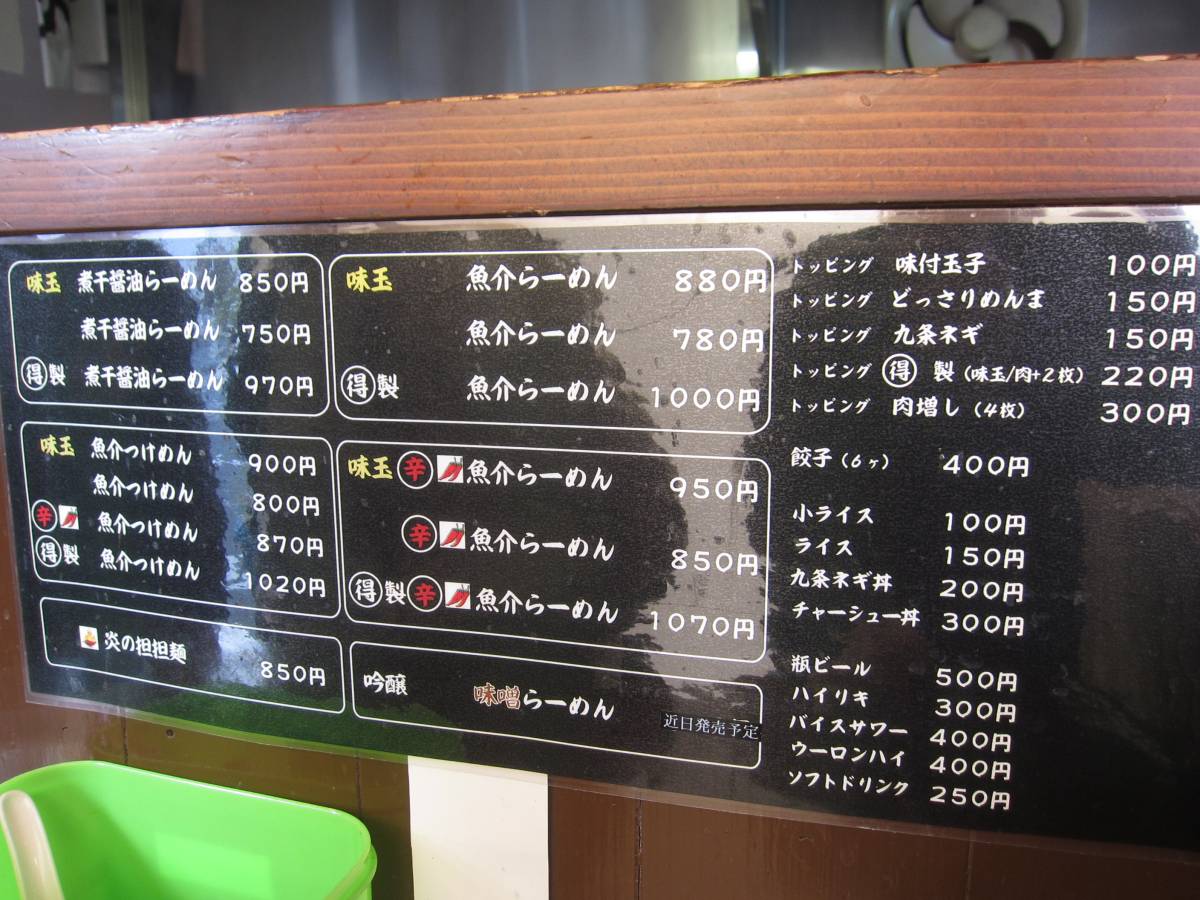 味玉 煮干醤油らーめん 850円
煮干醤油らーめん 750円
得製 煮干醤油らーめん 970円
味玉 魚介らーめん 880円
魚介らーめん 780円
得製 魚介らーめん 1000円
味玉 魚介つけめん 900円
魚介つけめん 800円
辛 魚介つけめん 870円
得製 魚介つけめん 1020円
味玉 辛 魚介らーめん 950円
辛 魚介らーめん 850円
得製 辛 魚介らーめん 1070円
炎の担担麺 850円
吟醸 味噌らーめん 近日発売予定
トッピング 味付玉子 100円
トッピング どっさりめんま 150円
トッピング 九条ネギ 150円
トッピング 得 製 (味玉/肉+2枚) 220円
トッピング 肉増し (4枚) 300円
餃子 (6ヶ) 400円
小ライス 100円
ライス 150円
九条ネギ丼 200円
チャーシュー丼 300円
瓶ビール 500円
ハイリキ 300円
バイスサワー 400円
ウーロンハイ 400円
ソフトドリンク 250円